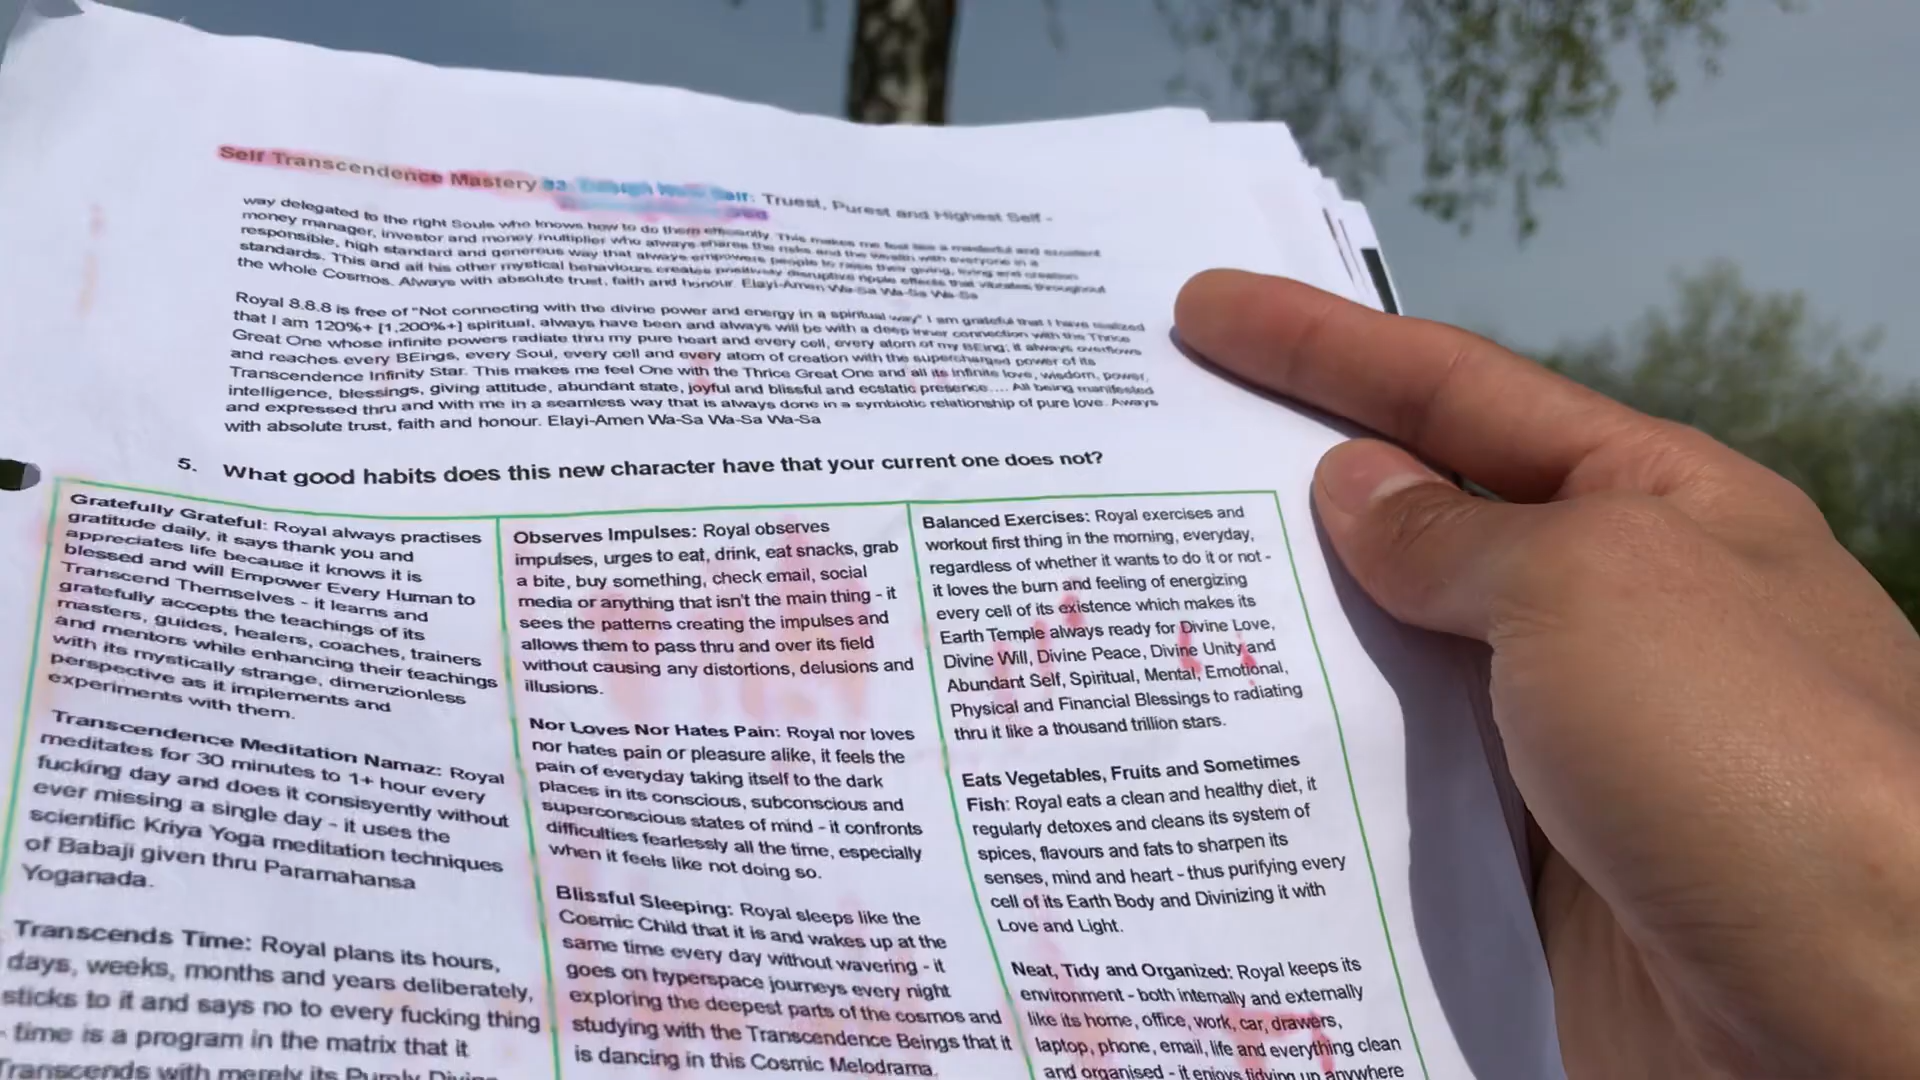 Self Transcendence Mastery Self: Truest, Purest and Highest Self -
way delegated to the right Souls who knows how to do them efficiently. This makes me feel like a masterful and excellent
money manager, investor and money multiplier who always shares the risks and the wealth with everyone in a
responsible, high standard and generous way that always empowers people to raise their giving, living and creation
standards. This and all his other mystical behaviours creates positively disruptive ripple effects that vibrates throughout
the whole Cosmos. Always with absolute trust, faith and honour. Elayi-Amen Wa-Sa Wa-Sa Wa-Sa
Royal 8.8.8 is free of "Not connecting with the divine power and energy in a spiritual way" I am grateful that I have realized
that I am 120%+ [1,200%+] spiritual, always have been and always will be with a deep inner connection with the Thrice
Great One whose infinite powers radiate thru my pure heart and every cell, every atom of my BEing; it always overflows
and reaches every BEings, every Soul, every cell and every atom of creation with the supercharged power of its
Transcendence Infinity Star. This makes me feel One with the Thrice Great One and all its infinite love, wisdom, power,
intelligence, blessings, giving attitude, abundant state, joyful and blissful and ecstatic presence.... All being manifested
and expressed thru and with me in a seamless way that is always done in a symbiotic relationship of pure love. Aways
with absolute trust, faith and honour. Elayi-Amen Wa-Sa Wa-Sa Wa-Sa
5. What good habits does this new character have that your current one does not?
Gratefully Grateful: Royal always practises
gratitude daily, it says thank you and
appreciates life because it knows it is
blessed and will Empower Every Human to
Transcend Themselves - it learns and
gratefully accepts the teachings of its
masters, guides, healers, coaches, trainers
and mentors while enhancing their teachings
with its mystically strange, dimenzionless
perspective as it implements and
experiments with them.
Transcendence Meditation Namaz: Royal
meditates for 30 minutes to 1+ hour every
fucking day and does it consisyently without
ever missing a single day - it uses the
scientific Kriya Yoga meditation techniques
of Babaji given thru Paramahansa
Yoganada.
Transcends Time: Royal plans its hours,
days, weeks, months and years deliberately,
sticks to it and says no to every fucking thing
- time is a program in the matrix that it
Transcends with merely its Purely Divine
Observes Impulses: Royal observes
impulses, urges to eat, drink, eat snacks, grab
a bite, buy something, check email, social
media or anything that isn't the main thing - it
sees the patterns creating the impulses and
allows them to pass thru and over its field
without causing any distortions, delusions and
illusions.
Nor Loves Nor Hates Pain: Royal nor loves
nor hates pain or pleasure alike, it feels the
pain of everyday taking itself to the dark
places in its conscious, subconscious and
superconscious states of mind - it confronts
difficulties fearlessly all the time, especially
when it feels like not doing so.
Blissful Sleeping: Royal sleeps like the
Cosmic Child that it is and wakes up at the
same time every day without wavering - it
goes on hyperspace journeys every night
exploring the deepest parts of the cosmos and
studying with the Transcendence Beings that it
is dancing in this Cosmic Melodrama.
Balanced Exercises: Royal exercises and
workout first thing in the morning, everyday,
regardless of whether it wants to do it or not -
it loves the burn and feeling of energizing
every cell of its existence which makes its
Earth Temple always ready for Divine Love,
Divine Will, Divine Peace, Divine Unity and
Abundant Self, Spiritual, Mental, Emotional,
Physical and Financial Blessings to radiating
thru it like a thousand trillion stars.
Eats Vegetables, Fruits and Sometimes
Fish: Royal eats a clean and healthy diet, it
regularly detoxes and cleans its system of
spices, flavours and fats to sharpen its
senses, mind and heart - thus purifying every
cell of its Earth Body and Divinizing it with
Love and Light.
Neat, Tidy and Organized: Royal keeps its
environment - both internally and externally
like its home, office, work, car, drawers,
laptop, phone, email, life and everything clean
and organised - it enjoys tidying up anywhere